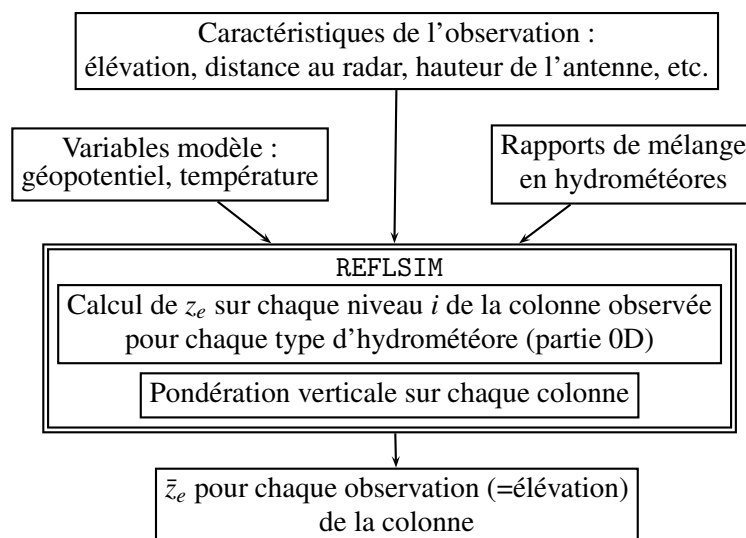 Caractéristiques de l'observation :
élévation, distance au radar, hauteur de l'antenne, etc.
Variables modèle :
géopotentiel, température
Rapports de mélange
en hydrométéores
REFLSIM
Calcul de zₑ sur chaque niveau i de la colonne observée
pour chaque type d'hydrométéore (partie 0D)
Pondération verticale sur chaque colonne
z̄ₑ pour chaque observation (=élévation)
de la colonne